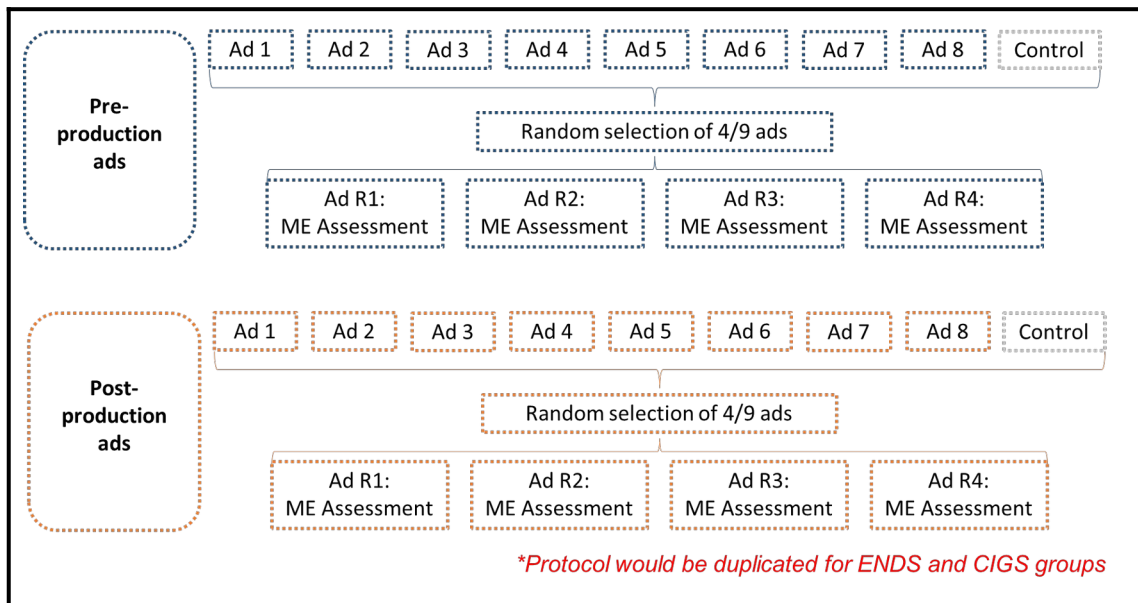 Ad 1 Ad 2 Ad 3 Ad 4 Ad 5 Ad 6 Ad 7 Ad 8 Control
Pre-
production
ads
Random selection of 4/9 ads
Ad R1:
ME Assessment
Ad R2:
ME Assessment
Ad R3:
ME Assessment
Ad R4:
ME Assessment
Ad 1 Ad 2 Ad 3 Ad 4 Ad 5 Ad 6 Ad 7 Ad 8 Control
Post-
production
ads
Random selection of 4/9 ads
Ad R1:
ME Assessment
Ad R2:
ME Assessment
Ad R3:
ME Assessment
Ad R4:
ME Assessment
*Protocol would be duplicated for ENDS and CIGS groups